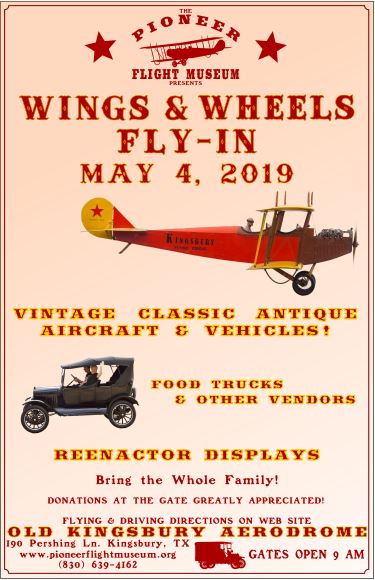 THE
PIONEER
FLIGHT MUSEUM
PRESENTS
WINGS & WHEELS
FLY-IN
MAY 4, 2019
KINGSBURY
VINTAGE CLASSIC ANTIQUE
AIRCRAFT & VEHICLES!
FOOD TRUCKS
& OTHER VENDORS
REENACTOR DISPLAYS
Bring the Whole Family!
DONATIONS AT THE GATE GREATLY APPRECIATED!
FLYING & DRIVING DIRECTIONS ON WEB SITE
OLD KINGSBURY AERODROME
190 Pershing Ln. Kingsbury, TX
www.pioneerflightmuseum.org
(830) 639-4162
GATES OPEN 9 AM